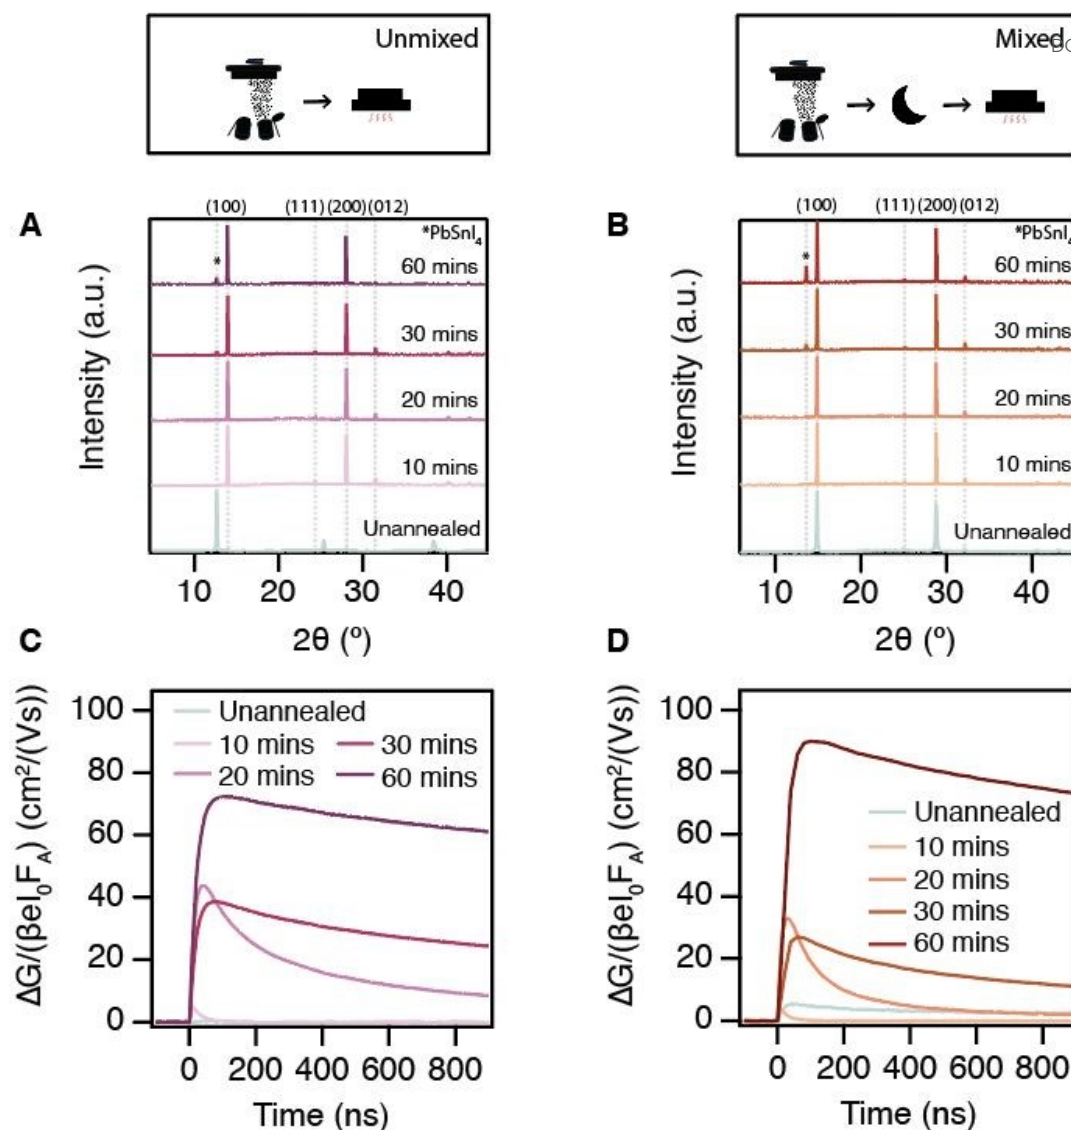 Unmixed
Mixed
A
(100) (111) (200) (012)
*PbSnI4
*
60 mins
30 mins
20 mins
10 mins
Unannealed
Intensity (a.u.)
10 20 30 40
2θ (º)
B
(100) (111) (200) (012)
*PbSnI4
*
60 mins
30 mins
20 mins
10 mins
Unannealed
Intensity (a.u.)
10 20 30 40
2θ (º)
C
Unannealed
10 mins 30 mins
20 mins 60 mins
ΔG/(βeI0FA) (cm²/(Vs))
100
80
60
40
20
0
0 200 400 600 800
Time (ns)
D
Unannealed
10 mins
20 mins
30 mins
60 mins
ΔG/(βeI0FA) (cm²/(Vs))
100
80
60
40
20
0
0 200 400 600 800
Time (ns)